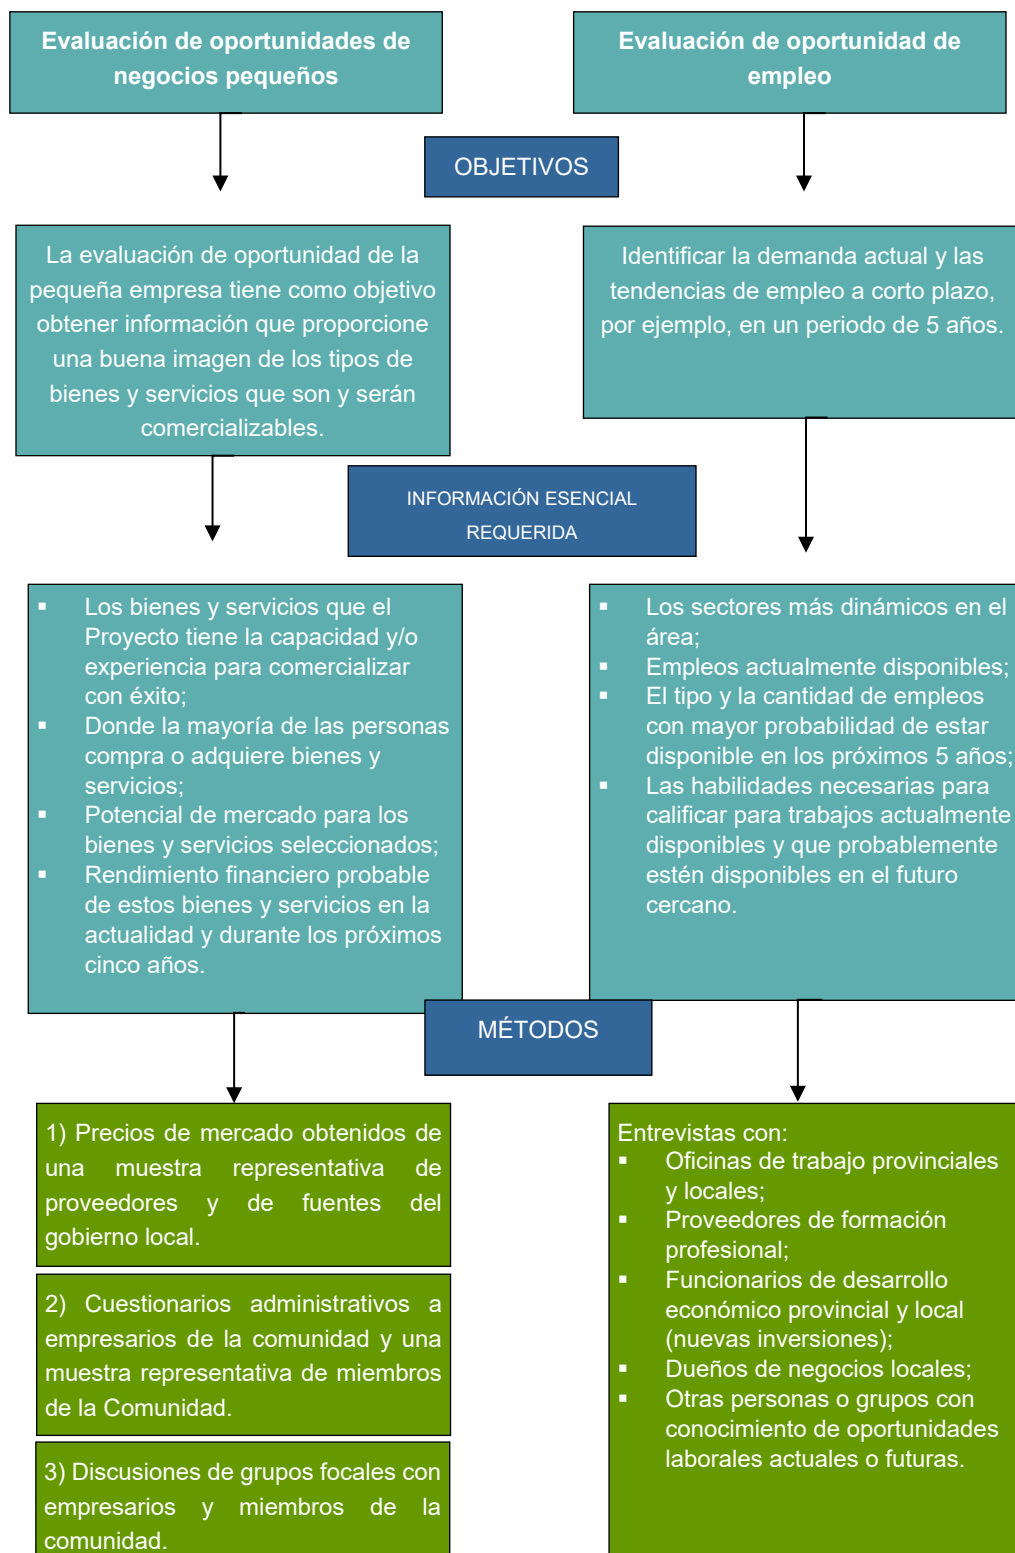 Evaluación de oportunidades de
negocios pequeños
Evaluación de oportunidad de
empleo
OBJETIVOS
La evaluación de oportunidad de la
pequeña empresa tiene como objetivo
obtener información que proporcione
una buena imagen de los tipos de
bienes y servicios que son y serán
comercializables.
Identificar la demanda actual y las
tendencias de empleo a corto plazo,
por ejemplo, en un periodo de 5 años.
INFORMACIÓN ESENCIAL
REQUERIDA
▪ Los bienes y servicios que el
Proyecto tiene la capacidad y/o
experiencia para comercializar
con éxito;
▪ Donde la mayoría de las personas
compra o adquiere bienes y
servicios;
▪ Potencial de mercado para los
bienes y servicios seleccionados;
▪ Rendimiento financiero probable
de estos bienes y servicios en la
actualidad y durante los próximos
cinco años.
▪ Los sectores más dinámicos en el
área;
▪ Empleos actualmente disponibles;
▪ El tipo y la cantidad de empleos
con mayor probabilidad de estar
disponible en los próximos 5 años;
▪ Las habilidades necesarias para
calificar para trabajos actualmente
disponibles y que probablemente
estén disponibles en el futuro
cercano.
MÉTODOS
1) Precios de mercado obtenidos de
una muestra representativa de
proveedores y de fuentes del
gobierno local.
2) Cuestionarios administrativos a
empresarios de la comunidad y una
muestra representativa de miembros
de la Comunidad.
3) Discusiones de grupos focales con
empresarios y miembros de la
comunidad.
Entrevistas con:
▪ Oficinas de trabajo provinciales
y locales;
▪ Proveedores de formación
profesional;
▪ Funcionarios de desarrollo
económico provincial y local
(nuevas inversiones);
▪ Dueños de negocios locales;
▪ Otras personas o grupos con
conocimiento de oportunidades
laborales actuales o futuras.